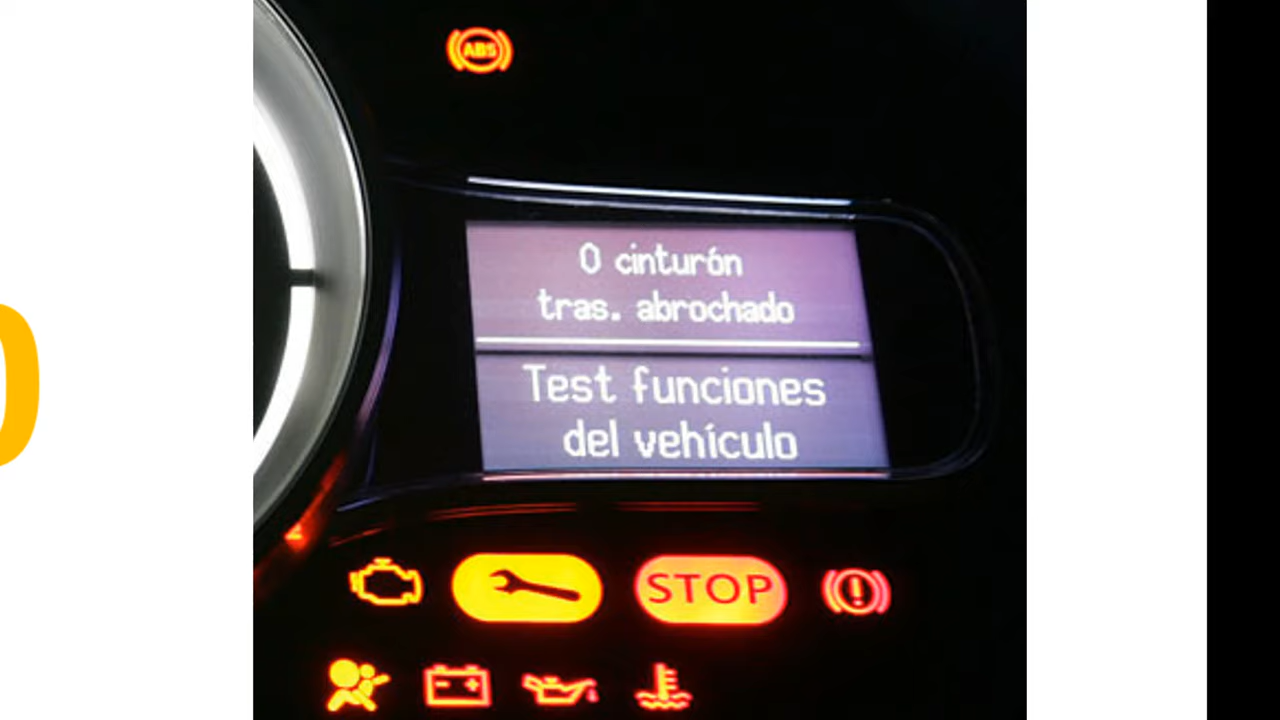 ABS
0 cinturón
tras. abrochado
Test funciones
del vehículo
STOP